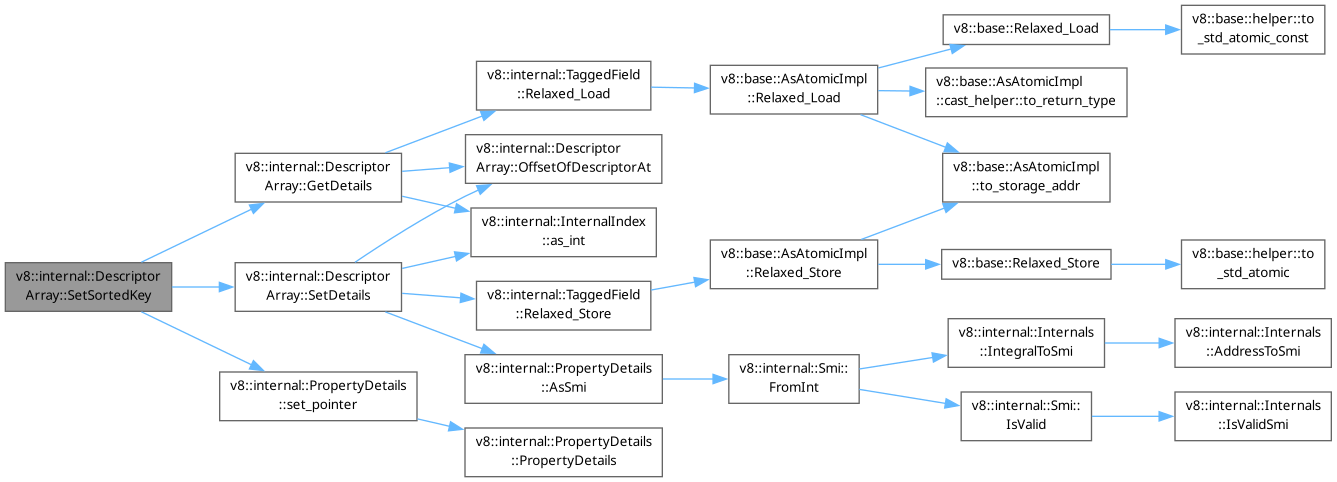 v8::internal::Descriptor
Array::SetSortedKey
v8::internal::Descriptor
Array::GetDetails
v8::internal::Descriptor
Array::SetDetails
v8::internal::PropertyDetails
::set_pointer
v8::internal::TaggedField
::Relaxed_Load
v8::internal::Descriptor
Array::OffsetOfDescriptorAt
v8::internal::InternalIndex
::as_int
v8::internal::TaggedField
::Relaxed_Store
v8::internal::PropertyDetails
::AsSmi
v8::internal::PropertyDetails
::PropertyDetails
v8::base::AsAtomicImpl
::Relaxed_Load
v8::base::AsAtomicImpl
::Relaxed_Store
v8::internal::Smi::
FromInt
v8::base::Relaxed_Load
v8::base::AsAtomicImpl
::cast_helper::to_return_type
v8::base::AsAtomicImpl
::to_storage_addr
v8::base::Relaxed_Store
v8::internal::Internals
::IntegralToSmi
v8::internal::Smi::
IsValid
v8::base::helper::to
_std_atomic_const
v8::base::helper::to
_std_atomic
v8::internal::Internals
::AddressToSmi
v8::internal::Internals
::IsValidSmi